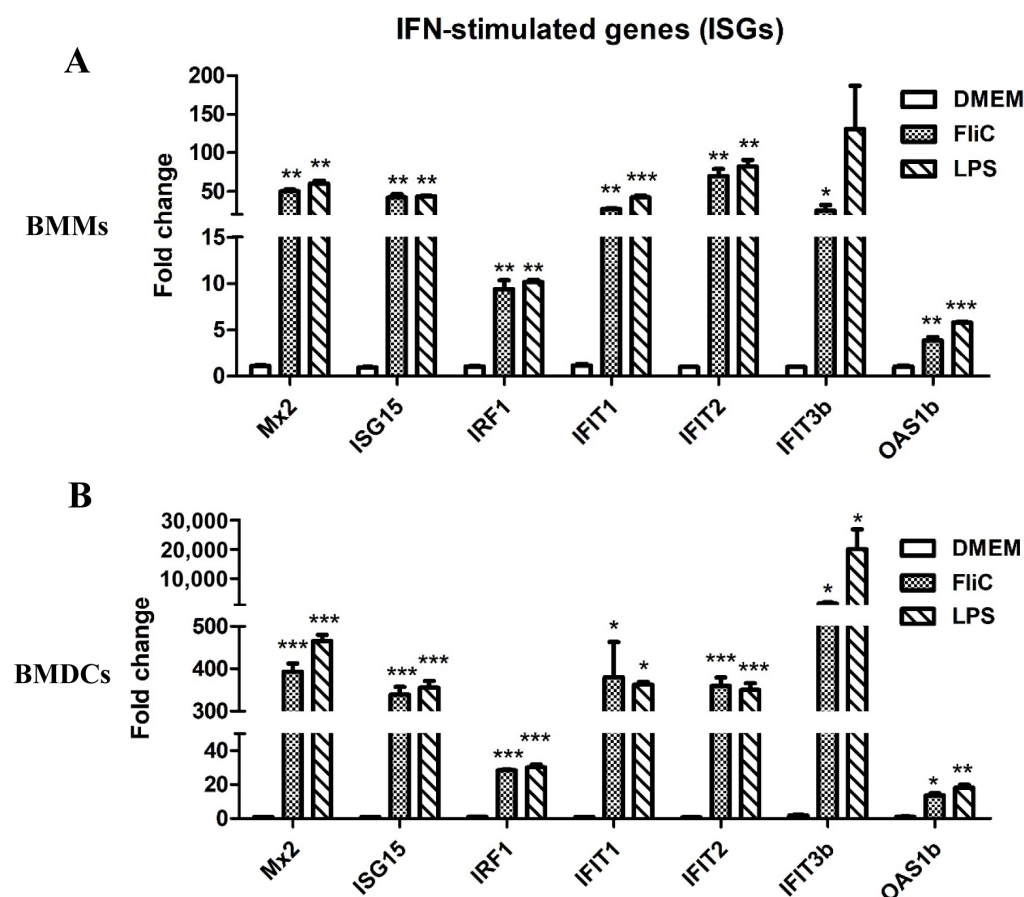 IFN-stimulated genes (ISGs)
A
BMMs
Fold change
200
150
100
50
15
10
5
0
** ** ** ** ** ** ** *** ** ** * ** ***
DMEM
FliC
LPS
Mx2 ISG15 IRF1 IFIT1 IFIT2 IFIT3b OAS1b
B
BMDCs
Fold change
30,000
20,000
10,000
500
400
300
40
20
0
*** *** *** *** *** *** * * *** *** * * * **
DMEM
FliC
LPS
Mx2 ISG15 IRF1 IFIT1 IFIT2 IFIT3b OAS1b